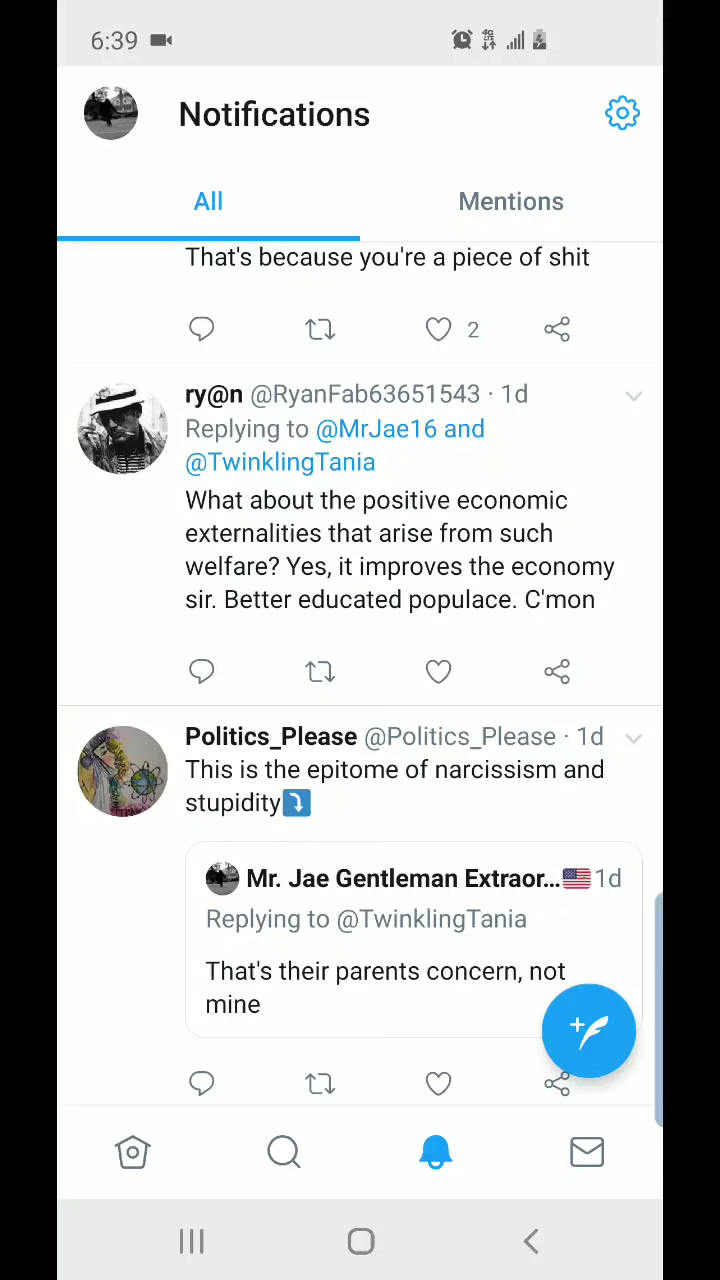 6:39
4G
LTE
Notifications
All
Mentions
That's because you're a piece of shit
2
ry@n @RyanFab63651543 · 1d
Replying to @MrJae16 and
@TwinklingTania
What about the positive economic
externalities that arise from such
welfare? Yes, it improves the economy
sir. Better educated populace. C'mon
Politics_Please @Politics_Please · 1d
This is the epitome of narcissism and
stupidity⤵️
Mr. Jae Gentleman Extraor...🇺🇸 1d
Replying to @TwinklingTania
That's their parents concern, not
mine